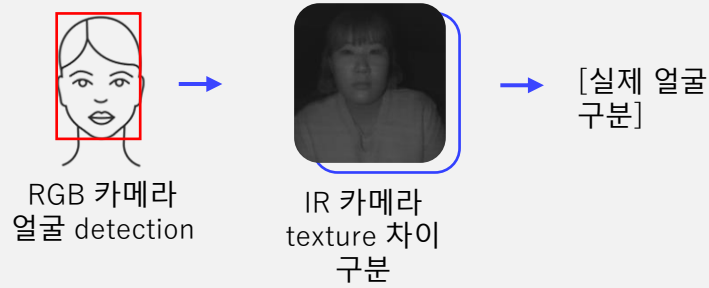 RGB 카메라
얼굴 detection
IR 카메라
texture 차이
구분
[실제 얼굴
구분]